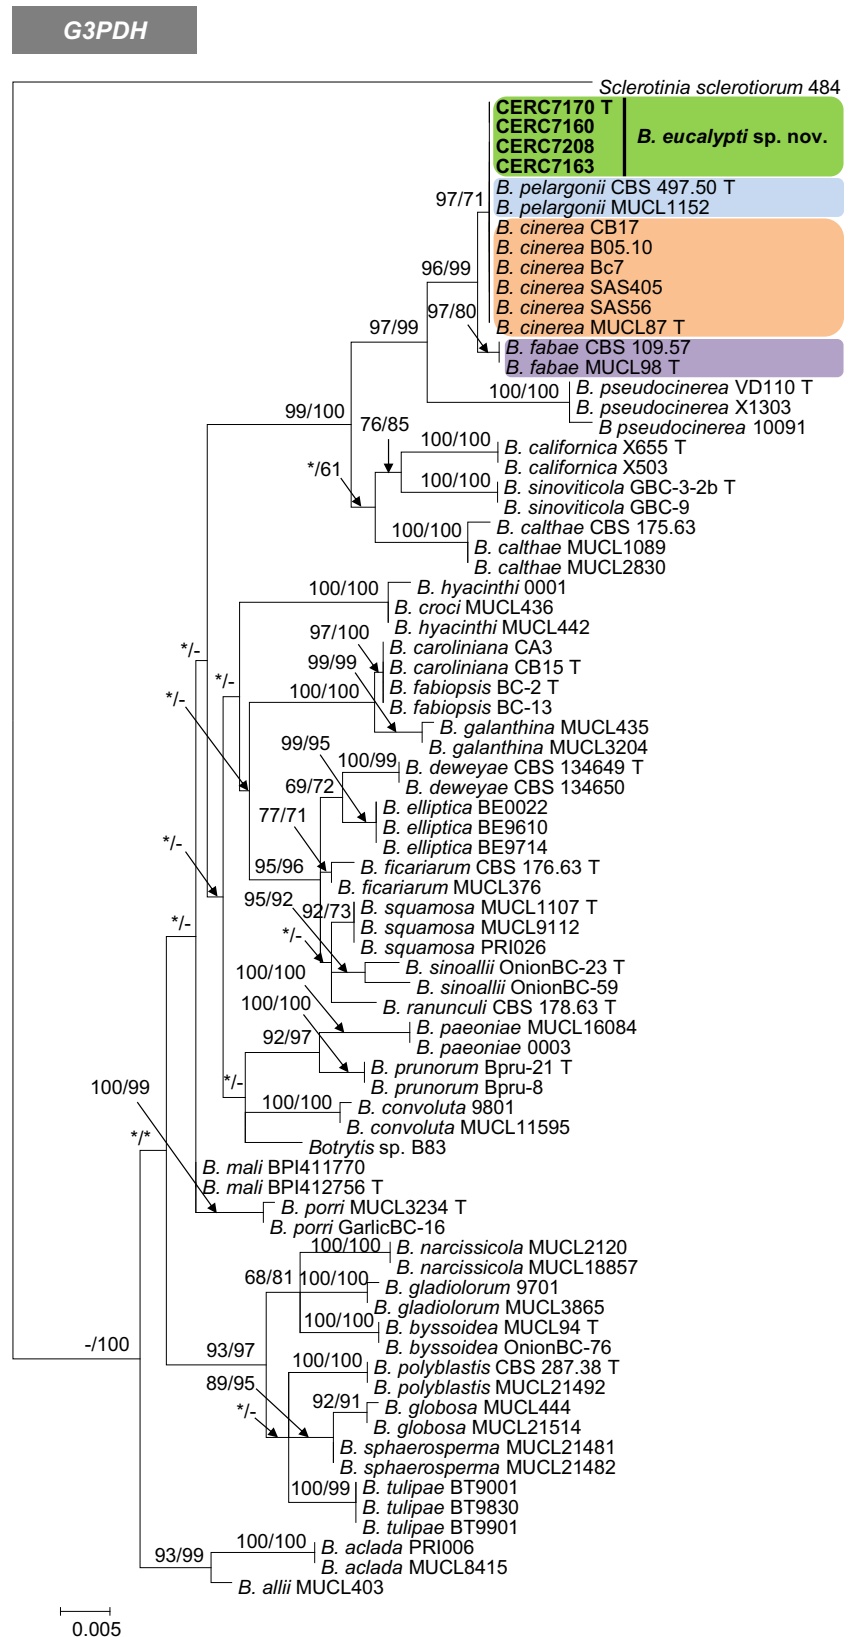 G3PDH
Sclerotinia sclerotiorum 484
CERC7170 T
CERC7160
B. eucalypti sp. nov.
CERC7208
CERC7163
97/71
B. pelargonii CBS 497.50 T
B. pelargonii MUCL1152
B. cinerea CB17
B. cinerea B05.10
96/99
B. cinerea Bc7
B. cinerea SAS405
97/80
B. cinerea SAS56
97/99
B. cinerea MUCL87 T
B. fabae CBS 109.57
B. fabae MUCL98 T
100/100
B. pseudocinerea VD110 T
B. pseudocinerea X1303
99/100
76/85
B pseudocinerea 10091
100/100
B. californica X655 T
*/61
B. californica X503
100/100
B. sinoviticola GBC-3-2b T
B. sinoviticola GBC-9
100/100
B. calthae CBS 175.63
B. calthae MUCL1089
B. calthae MUCL2830
100/100
B. hyacinthi 0001
B. croci MUCL436
97/100
B. hyacinthi MUCL442
*/-
B. caroliniana CA3
99/99
*/-
B. caroliniana CB15 T
*/-
100/100
B. fabiopsis BC-2 T
B. fabiopsis BC-13
B. galanthina MUCL435
99/95
B. galanthina MUCL3204
100/99
B. deweyae CBS 134649 T
69/72
B. deweyae CBS 134650
77/71
B. elliptica BE0022
B. elliptica BE9610
*/-
B. elliptica BE9714
95/96
B. ficariarum CBS 176.63 T
B. ficariarum MUCL376
95/92
92/73
B. squamosa MUCL1107 T
*/-
*/-
B. squamosa MUCL9112
B. squamosa PRI026
B. sinoallii OnionBC-23 T
100/100
B. sinoallii OnionBC-59
100/100
B. ranunculi CBS 178.63 T
92/97
B. paeoniae MUCL16084
B. paeoniae 0003
B. prunorum Bpru-21 T
100/99
*/-
B. prunorum Bpru-8
100/100
B. convoluta 9801
*/*
B. convoluta MUCL11595
Botrytis sp. B83
B. mali BPI411770
B. mali BPI412756 T
B. porri MUCL3234 T
B. porri GarlicBC-16
100/100
B. narcissicola MUCL2120
B. narcissicola MUCL18857
68/81
100/100
B. gladiolorum 9701
B. gladiolorum MUCL3865
100/100
B. byssoidea MUCL94 T
-/100
93/97
B. byssoidea OnionBC-76
100/100
B. polyblastis CBS 287.38 T
89/95
B. polyblastis MUCL21492
*/-
92/91
B. globosa MUCL444
B. globosa MUCL21514
B. sphaerosperma MUCL21481
B. sphaerosperma MUCL21482
100/99
B. tulipae BT9001
B. tulipae BT9830
B. tulipae BT9901
93/99
100/100
B. aclada PRI006
B. aclada MUCL8415
B. allii MUCL403
0.005